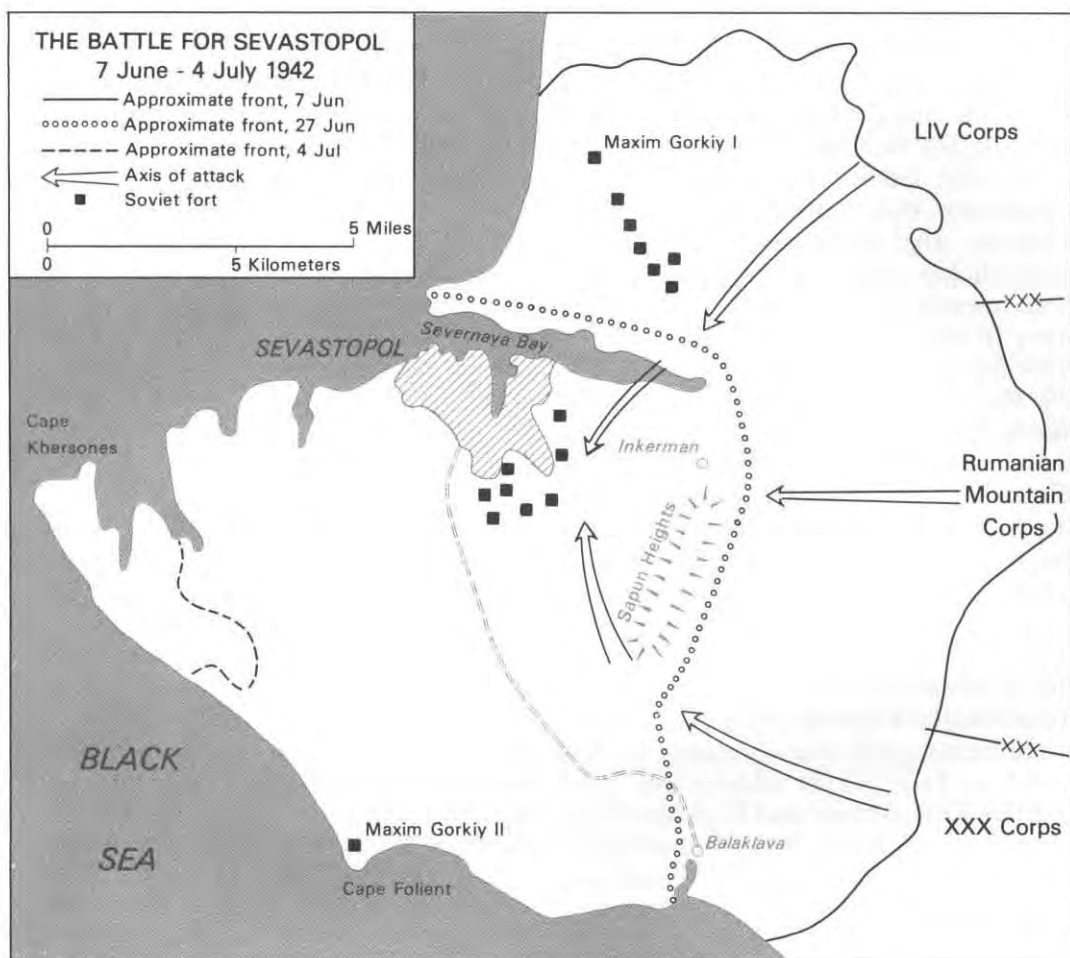 THE BATTLE FOR SEVASTOPOL
7 June - 4 July 1942
Approximate front, 7 Jun
Approximate front, 27 Jun
Approximate front, 4 Jul
Axis of attack
Soviet fort
0 5 Miles
0 5 Kilometers
Maxim Gorkiy I
LIV Corps
XXX
SEVASTOPOL
Severnaya Bay
Cape
Khersones
Inkerman
Rumanian
Mountain
Corps
Sapun Heights
XXX
BLACK
SEA
Maxim Gorkiy II
Cape Folient
Balaklava
XXX Corps